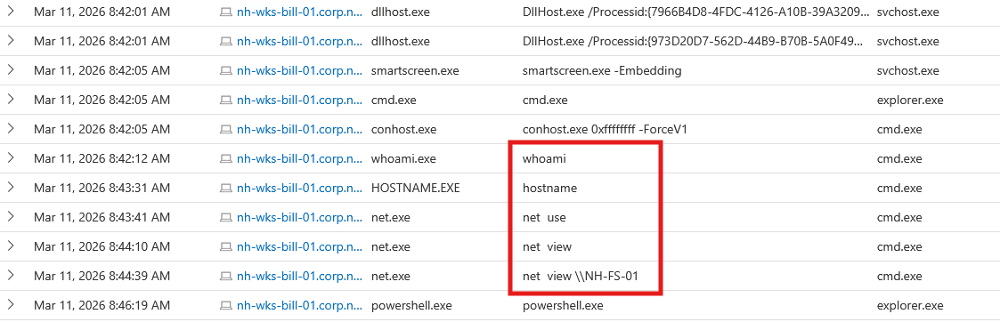 Mar 11, 2026 8:42:01 AM nh-wks-bill-01.corp.n... dllhost.exe DllHost.exe /Processid:{7966B4D8-4FDC-4126-A10B-39A3209... svchost.exe
Mar 11, 2026 8:42:01 AM nh-wks-bill-01.corp.n... dllhost.exe DllHost.exe /Processid:{973D20D7-562D-44B9-B70B-5A0F49... svchost.exe
Mar 11, 2026 8:42:05 AM nh-wks-bill-01.corp.n... smartscreen.exe smartscreen.exe -Embedding svchost.exe
Mar 11, 2026 8:42:05 AM nh-wks-bill-01.corp.n... cmd.exe cmd.exe explorer.exe
Mar 11, 2026 8:42:05 AM nh-wks-bill-01.corp.n... conhost.exe conhost.exe 0xffffffff -ForceV1 cmd.exe
Mar 11, 2026 8:42:12 AM nh-wks-bill-01.corp.n... whoami.exe whoami cmd.exe
Mar 11, 2026 8:43:31 AM nh-wks-bill-01.corp.n... HOSTNAME.EXE hostname cmd.exe
Mar 11, 2026 8:43:41 AM nh-wks-bill-01.corp.n... net.exe net  use cmd.exe
Mar 11, 2026 8:44:10 AM nh-wks-bill-01.corp.n... net.exe net  view cmd.exe
Mar 11, 2026 8:44:39 AM nh-wks-bill-01.corp.n... net.exe net  view \\NH-FS-01 cmd.exe
Mar 11, 2026 8:46:19 AM nh-wks-bill-01.corp.n... powershell.exe powershell.exe explorer.exe